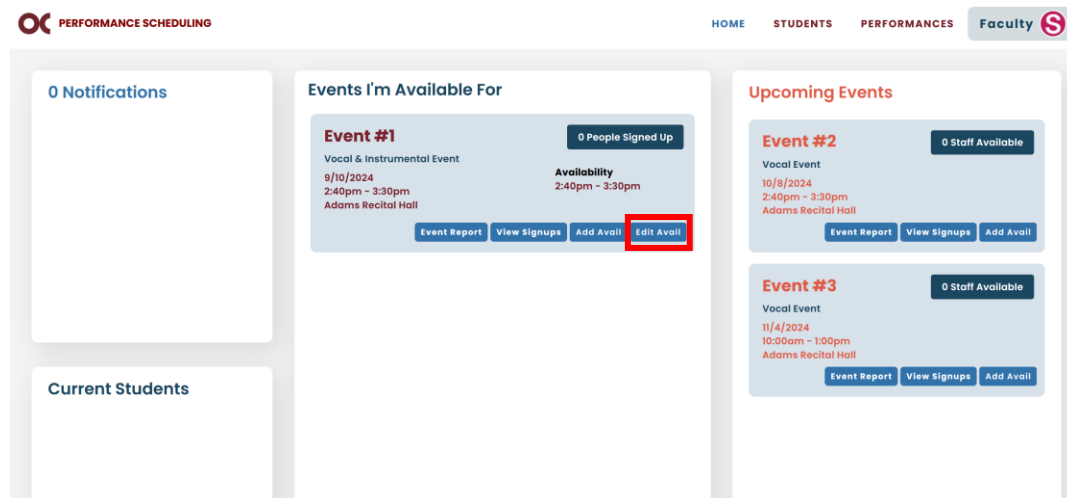 OC PERFORMANCE SCHEDULING
HOME STUDENTS PERFORMANCES Faculty S
0 Notifications
Current Students
Events I'm Available For
Event #1
0 People Signed Up
Vocal & Instrumental Event
9/10/2024
2:40pm - 3:30pm
Adams Recital Hall
Availability
2:40pm - 3:30pm
Event Report View Signups Add Avail Edit Avail
Upcoming Events
Event #2
0 Staff Available
Vocal Event
10/8/2024
2:40pm - 3:30pm
Adams Recital Hall
Event Report View Signups Add Avail
Event #3
0 Staff Available
Vocal Event
11/4/2024
10:00am - 1:00pm
Adams Recital Hall
Event Report View Signups Add Avail